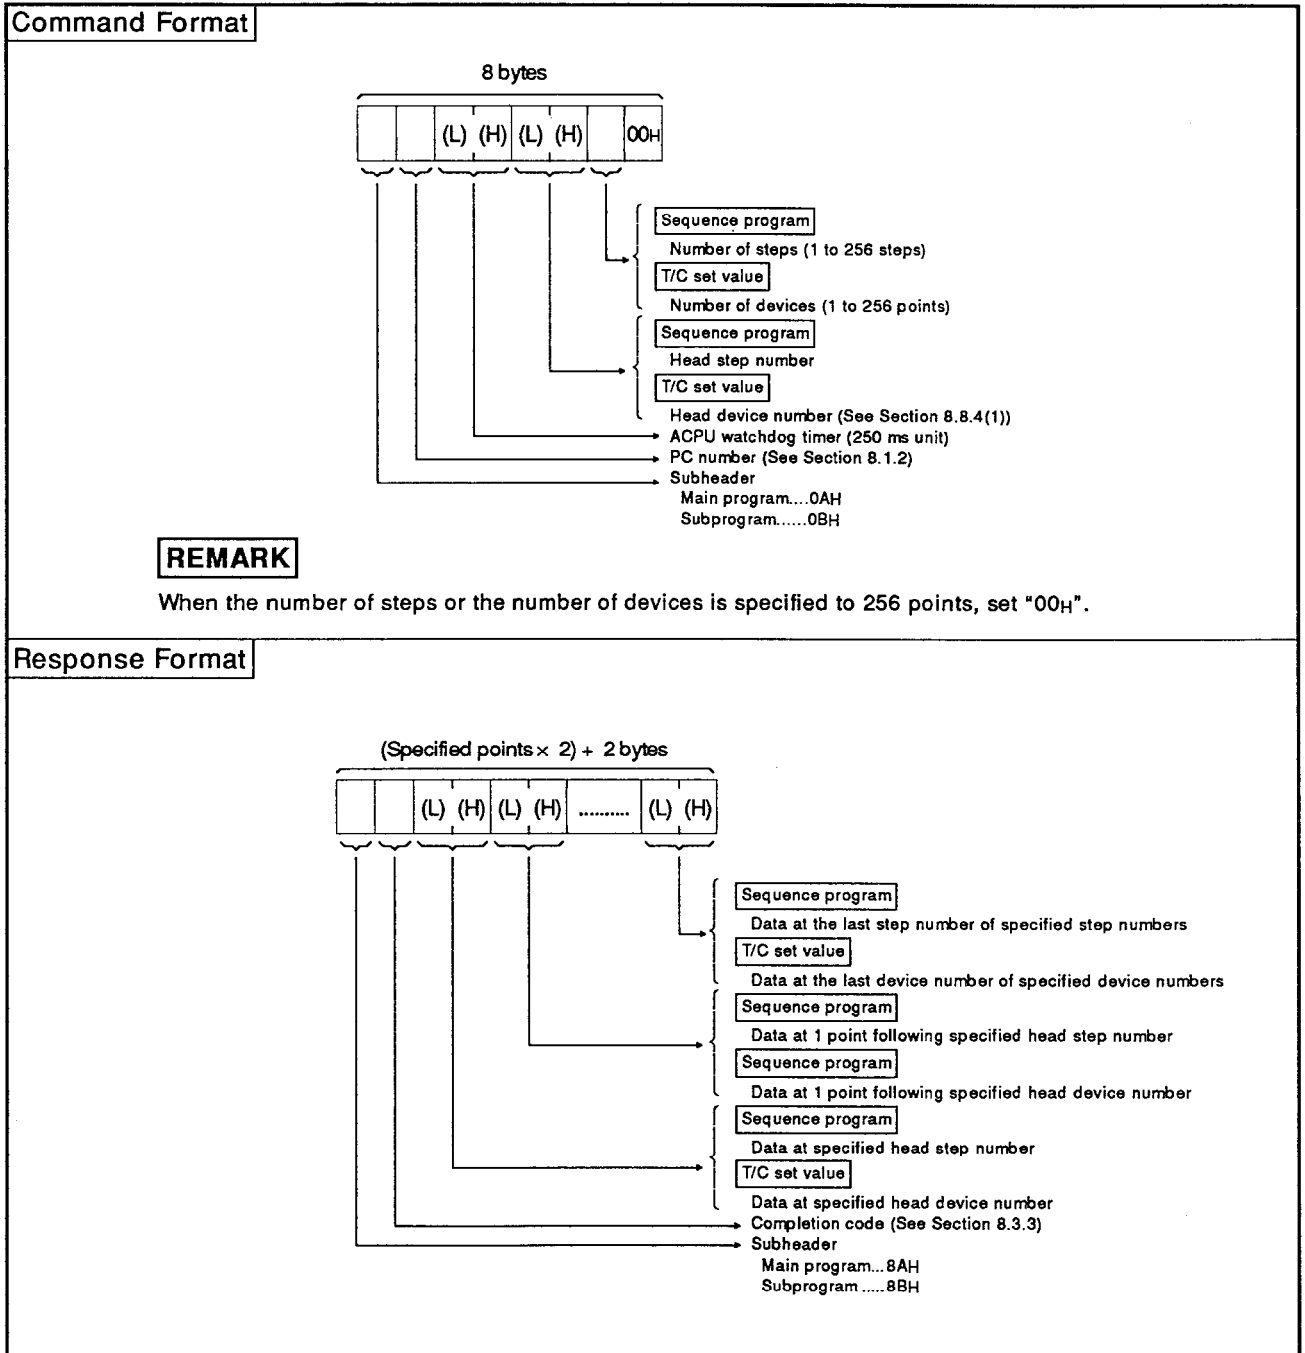 Command Format
8 bytes
(L) (H) (L) (H) 00H
Sequence program
Number of steps (1 to 256 steps)
T/C set value
Number of devices (1 to 256 points)
Sequence program
Head step number
T/C set value
Head device number (See Section 8.8.4(1))
ACPU watchdog timer (250 ms unit)
PC number (See Section 8.1.2)
Subheader
Main program....0AH
Subprogram......0BH
REMARK
When the number of steps or the number of devices is specified to 256 points, set "00H".
Response Format
(Specified points × 2) + 2 bytes
(L) (H) (L) (H) .......... (L) (H)
Sequence program
Data at the last step number of specified step numbers
T/C set value
Data at the last device number of specified device numbers
Sequence program
Data at 1 point following specified head step number
Sequence program
Data at 1 point following specified head device number
Sequence program
Data at specified head step number
T/C set value
Data at specified head device number
Completion code (See Section 8.3.3)
Subheader
Main program...8AH
Subprogram.....8BH